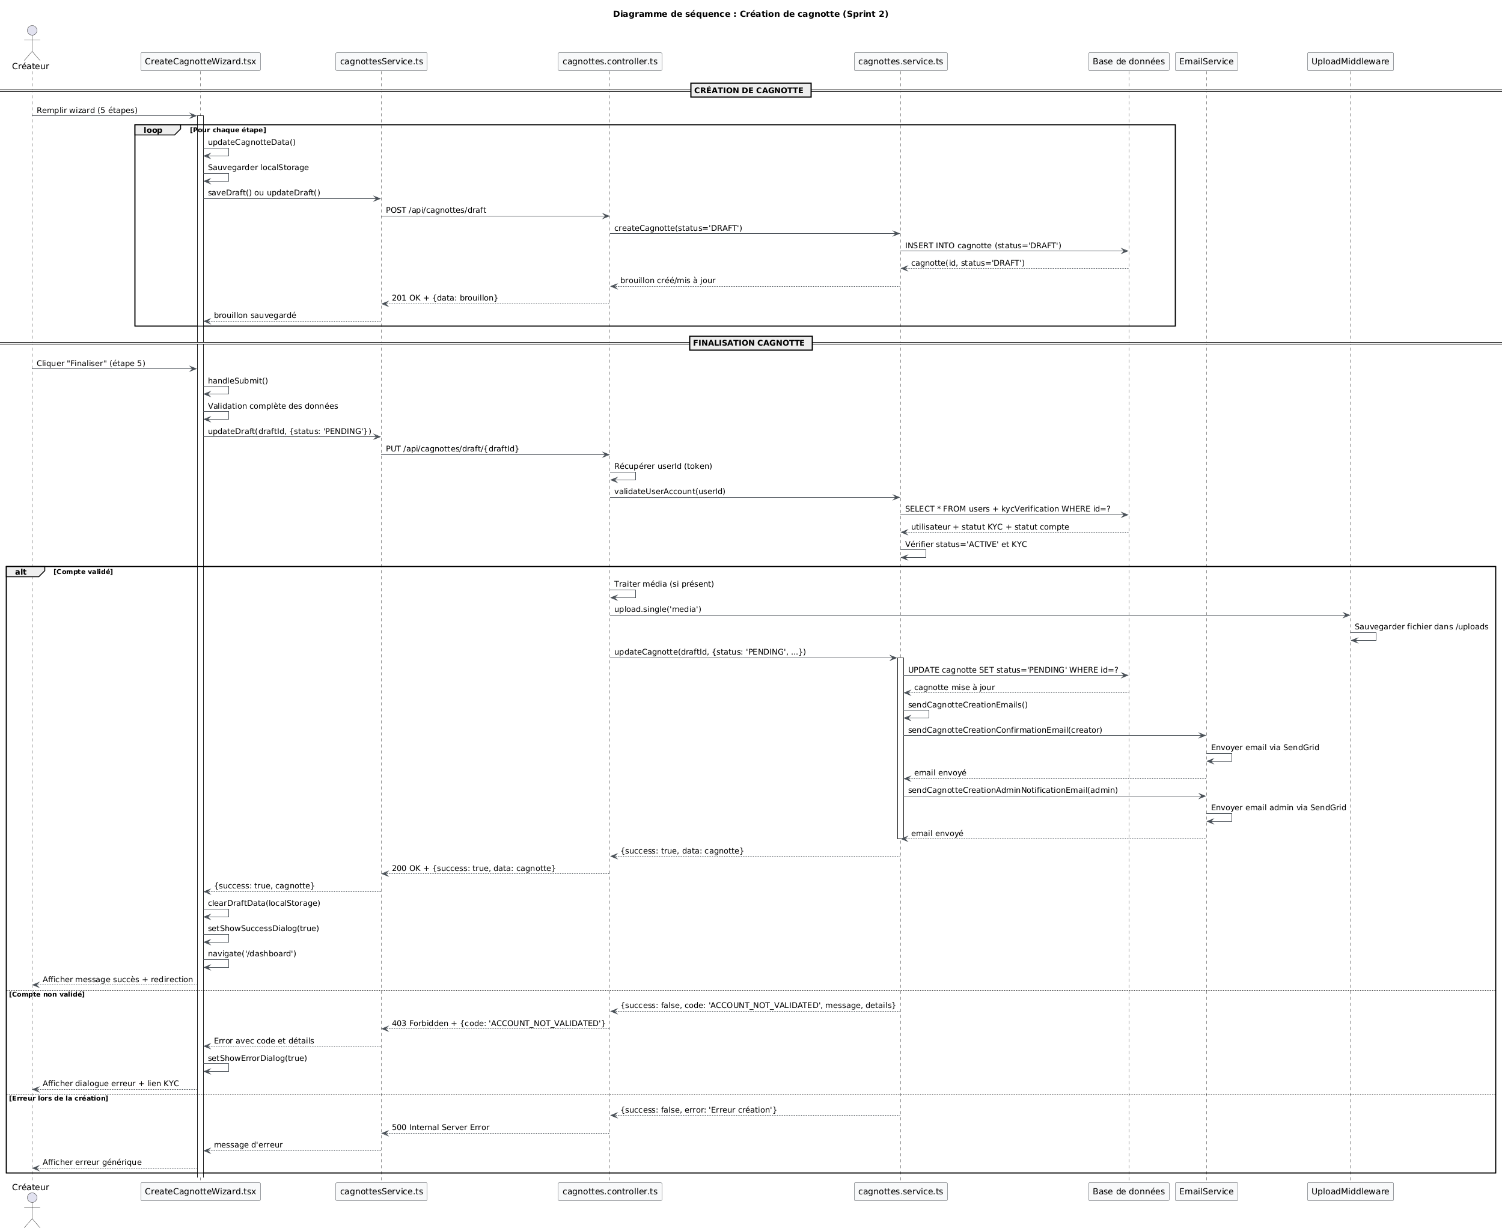 Diagramme de séquence : Création de cagnotte (Sprint 2)
Créateur
CreateCagnotteWizard.tsx
cagnottesService.ts
cagnottes.controller.ts
cagnottes.service.ts
Base de données
EmailService
UploadMiddleware
CRÉATION DE CAGNOTTE
Remplir wizard (5 étapes)
loop
[Pour chaque étape]
updateCagnotteData()
Sauvegarder localStorage
saveDraft() ou updateDraft()
POST /api/cagnottes/draft
createCagnotte(status='DRAFT')
INSERT INTO cagnotte (status='DRAFT')
cagnotte(id, status='DRAFT')
brouillon créé/mis à jour
201 OK + {data: brouillon}
brouillon sauvegardé
FINALISATION CAGNOTTE
Cliquer "Finaliser" (étape 5)
handleSubmit()
Validation complète des données
updateDraft(draftId, {status: 'PENDING'})
PUT /api/cagnottes/draft/{draftId}
Récupérer userId (token)
validateUserAccount(userId)
SELECT * FROM users + kycVerification WHERE id=?
utilisateur + statut KYC + statut compte
Vérifier status='ACTIVE' et KYC
alt
[Compte validé]
Traiter média (si présent)
upload.single('media')
Sauvegarder fichier dans /uploads
updateCagnotte(draftId, {status: 'PENDING', ...})
UPDATE cagnotte SET status='PENDING' WHERE id=?
cagnotte mise à jour
sendCagnotteCreationEmails()
sendCagnotteCreationConfirmationEmail(creator)
Envoyer email via SendGrid
email envoyé
sendCagnotteCreationAdminNotificationEmail(admin)
Envoyer email admin via SendGrid
email envoyé
{success: true, data: cagnotte}
200 OK + {success: true, data: cagnotte}
{success: true, cagnotte}
clearDraftData(localStorage)
setShowSuccessDialog(true)
navigate('/dashboard')
Afficher message succès + redirection
[Compte non validé]
{success: false, code: 'ACCOUNT_NOT_VALIDATED', message, details}
403 Forbidden + {code: 'ACCOUNT_NOT_VALIDATED'}
Error avec code et détails
setShowErrorDialog(true)
Afficher dialogue erreur + lien KYC
[Erreur lors de la création]
{success: false, error: 'Erreur création'}
500 Internal Server Error
message d'erreur
Afficher erreur générique
Créateur
CreateCagnotteWizard.tsx
cagnottesService.ts
cagnottes.controller.ts
cagnottes.service.ts
Base de données
EmailService
UploadMiddleware